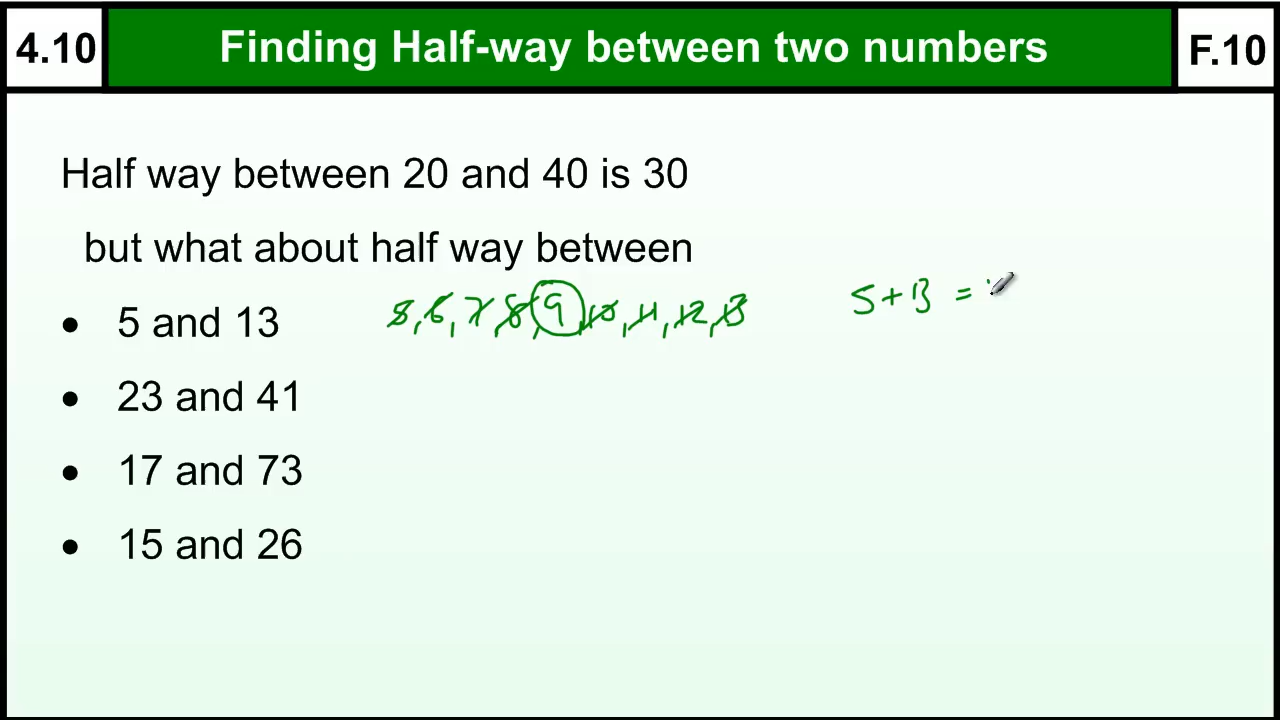 4.10 Finding Half-way between two numbers F.10
Half way between 20 and 40 is 30
but what about half way between
• 5 and 13 5, 6, 7, 8, 9, 10, 11, 12, 13 5 + 13 =
• 23 and 41
• 17 and 73
• 15 and 26